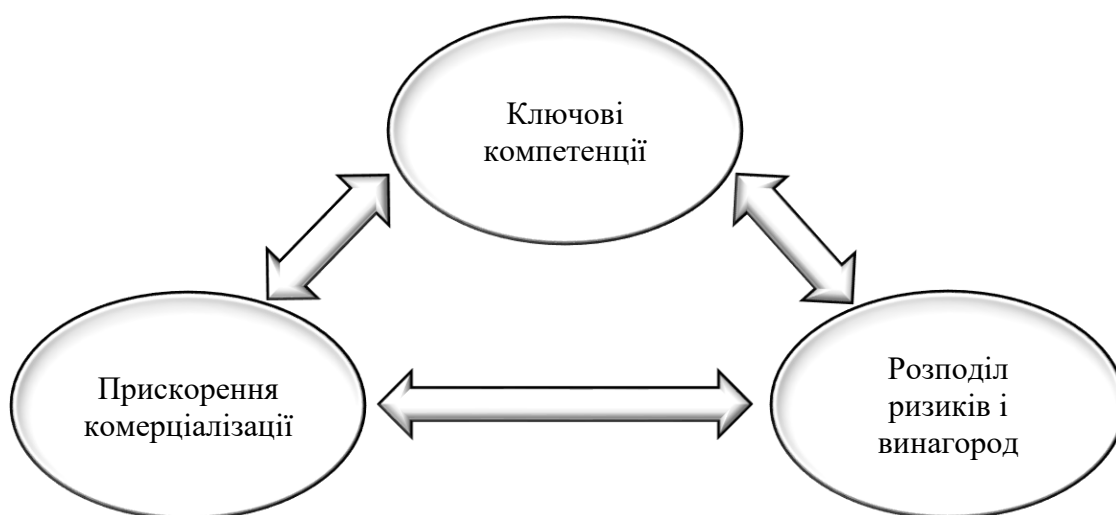 Ключові
компетенції
Прискорення
комерціалізації
Розподіл
ризиків і
винагород